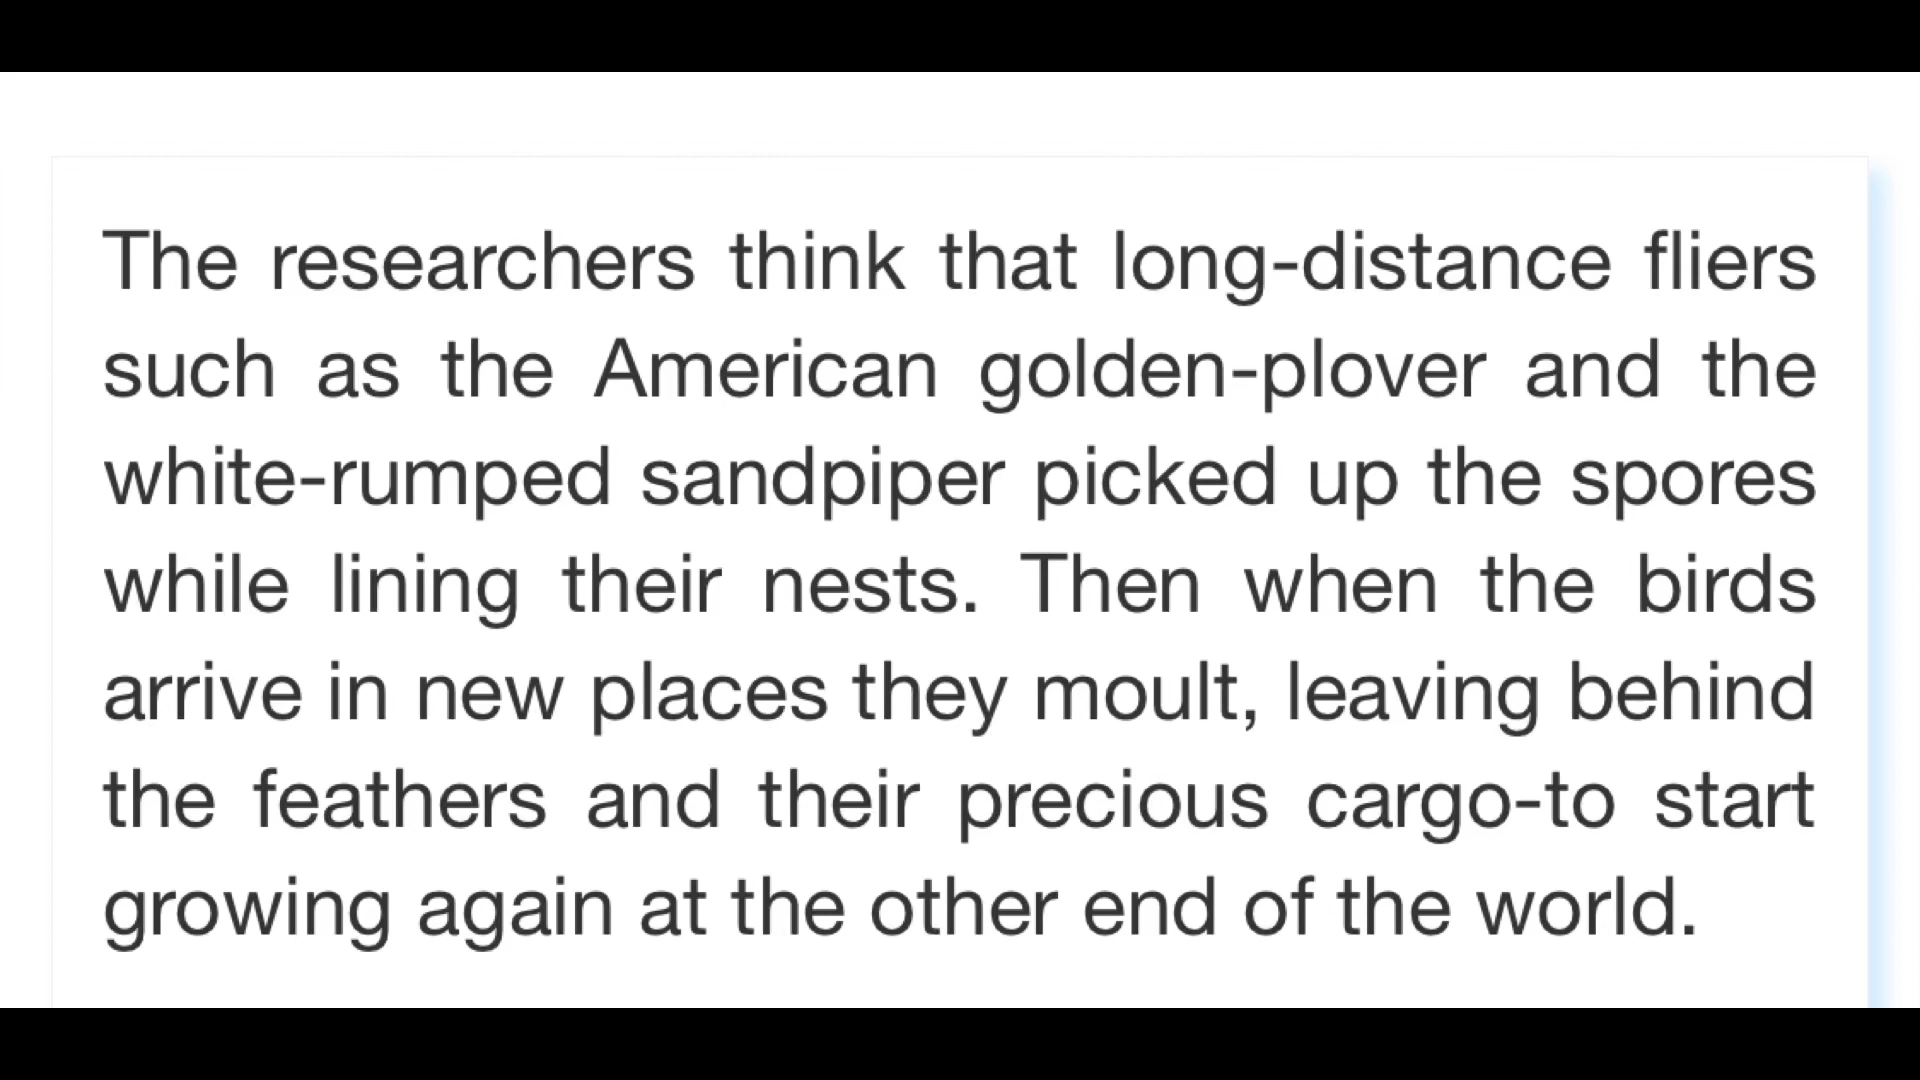 The researchers think that long-distance fliers
such as the American golden-plover and the
white-rumped sandpiper picked up the spores
while lining their nests. Then when the birds
arrive in new places they moult, leaving behind
the feathers and their precious cargo-to start
growing again at the other end of the world.